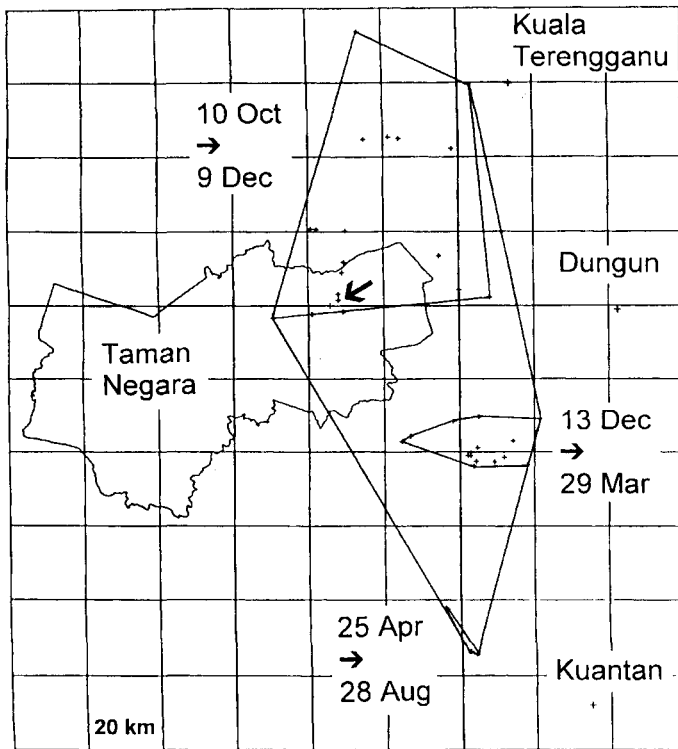 Kuala
Terengganu
10 Oct
→
9 Dec
Dungun
Taman
Negara
13 Dec
→
29 Mar
25 Apr
→
28 Aug
Kuantan
20 km